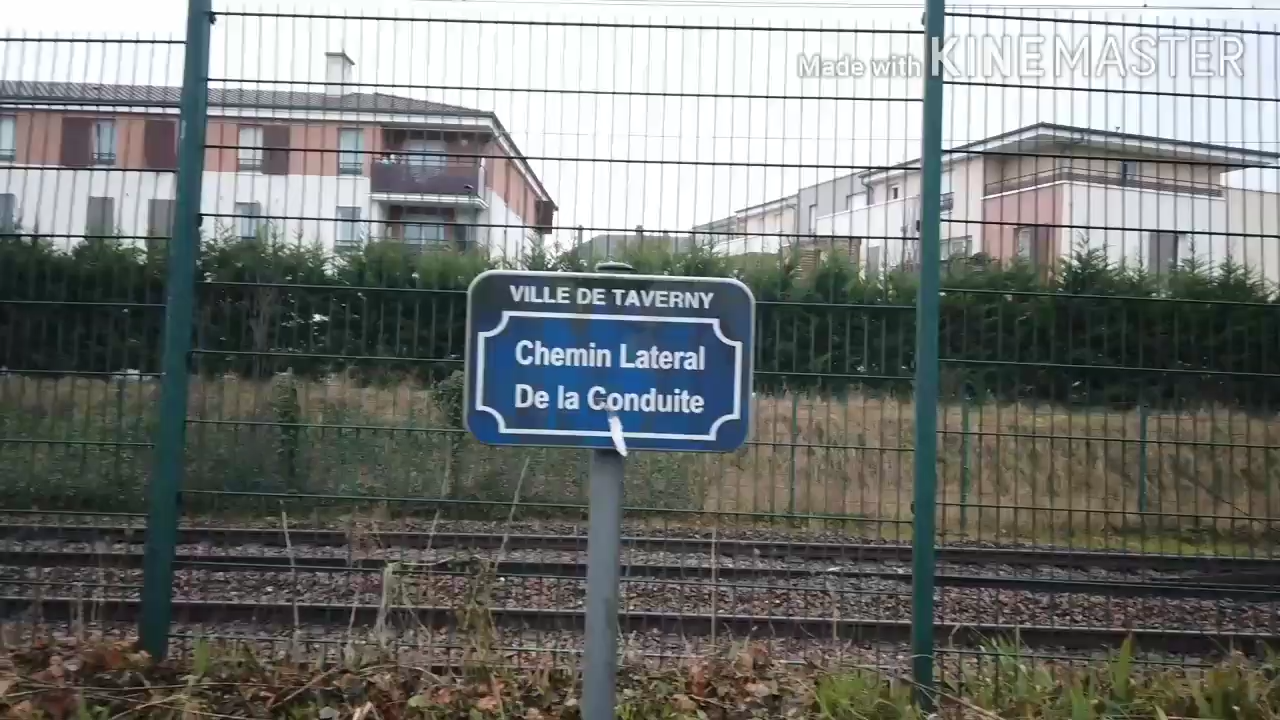 Made with KINEMASTER
VILLE DE TAVERNY
Chemin Lateral
De la Conduite